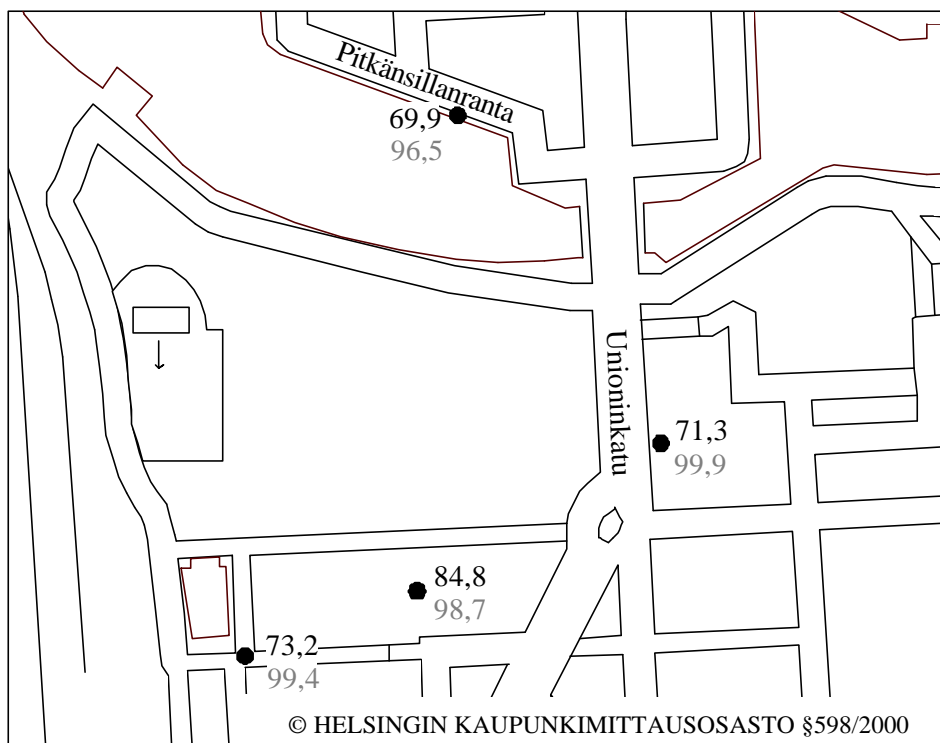 Pitkänsillanranta
69,9
96,5
Unioninkatu
71,3
99,9
84,8
98,7
73,2
99,4
© HELSINGIN KAUPUNKIMITTAUSOSASTO §598/2000